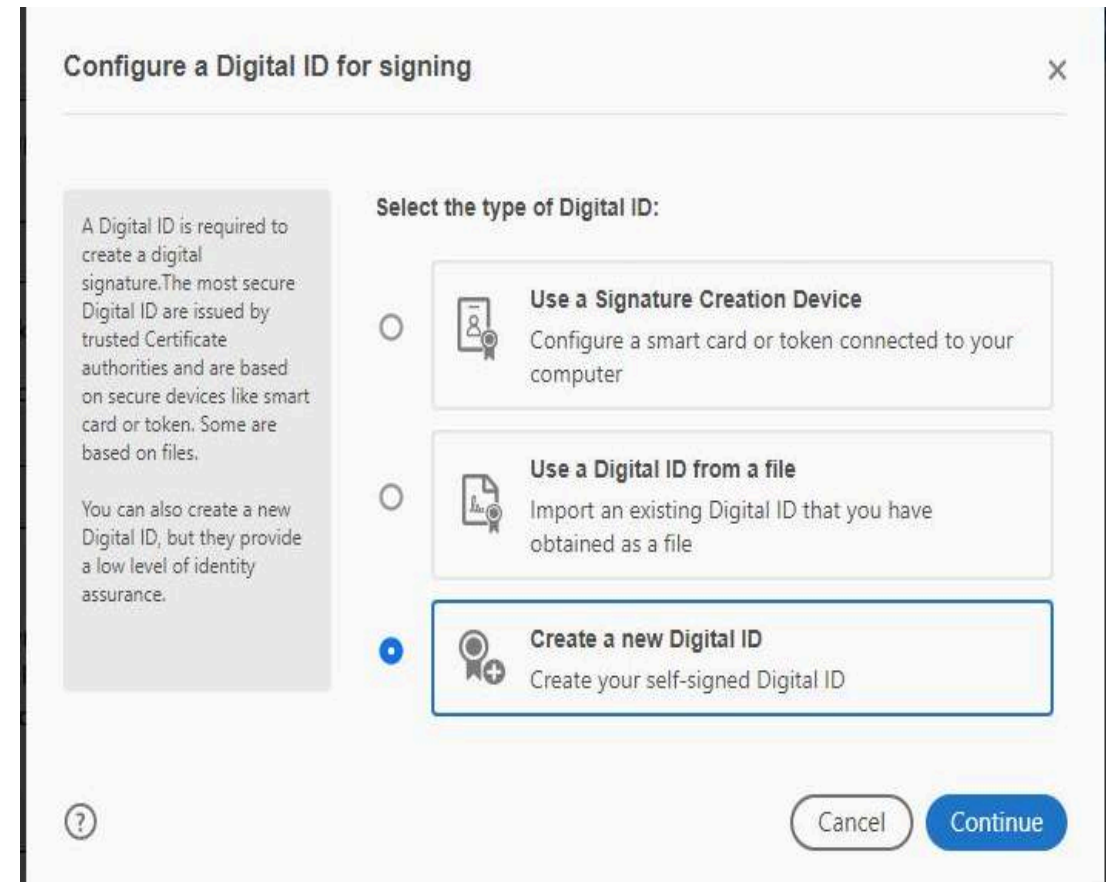 Configure a Digital ID for signing
A Digital ID is required to
create a digital
signature.The most secure
Digital ID are issued by
trusted Certificate
authorities and are based
on secure devices like smart
card or token. Some are
based on files.
You can also create a new
Digital ID, but they provide
a low level of identity
assurance.
Select the type of Digital ID:
Use a Signature Creation Device
Configure a smart card or token connected to your
computer
Use a Digital ID from a file
Import an existing Digital ID that you have
obtained as a file
Create a new Digital ID
Create your self-signed Digital ID
?
Cancel
Continue